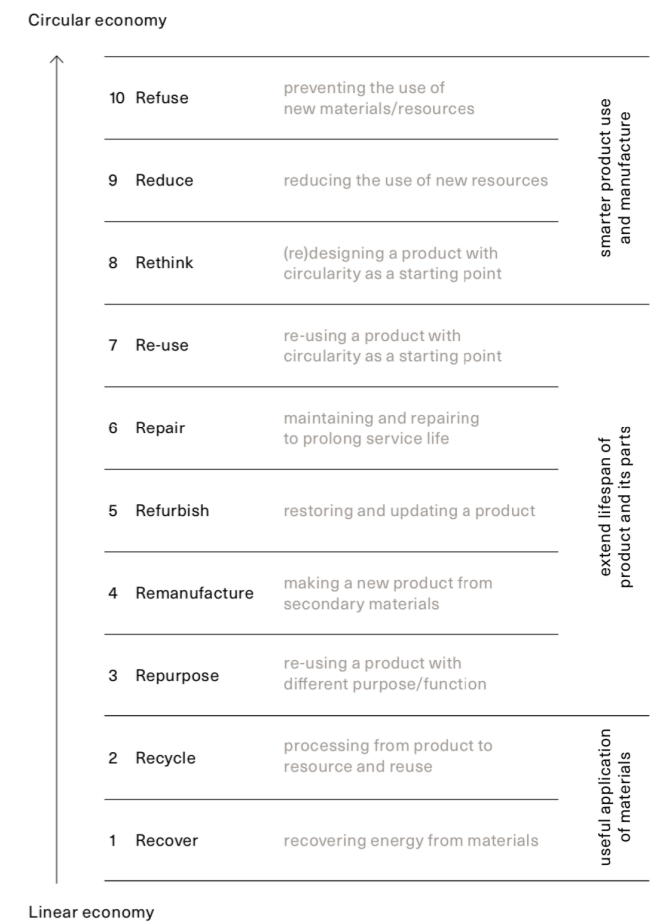 Circular economy
10 Refuse
preventing the use of
new materials/resources
9 Reduce
reducing the use of new resources
8 Rethink
(re)designing a product with
circularity as a starting point
smarter product use
and manufacture
7 Re-use
re-using a product with
circularity as a starting point
6 Repair
maintaining and repairing
to prolong service life
5 Refurbish
restoring and updating a product
4 Remanufacture
making a new product from
secondary materials
3 Repurpose
re-using a product with
different purpose/function
extend lifespan of
product and its parts
2 Recycle
processing from product to
resource and reuse
1 Recover
recovering energy from materials
useful application
of materials
Linear economy